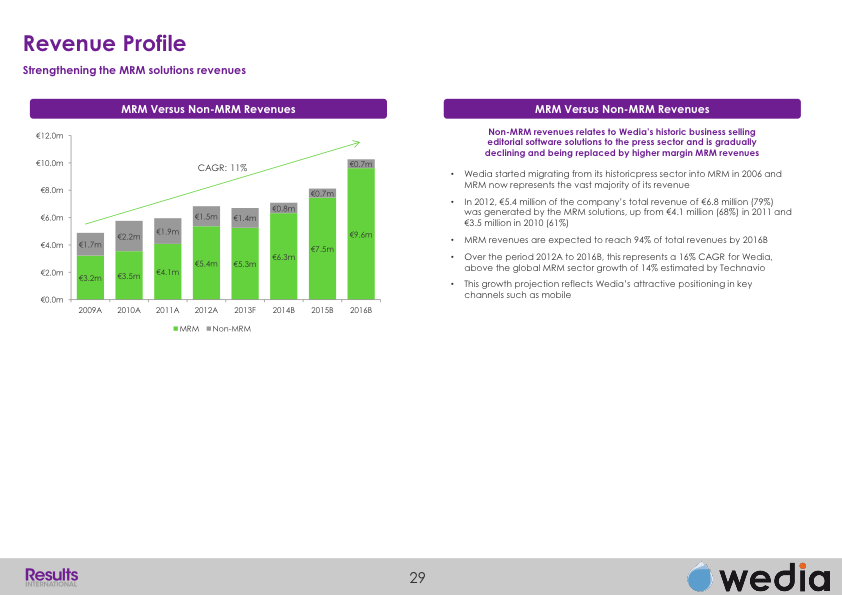 Revenue Profile
Strengthening the MRM solutions revenues
MRM Versus Non-MRM Revenues
€12.0m
€10.0m
€8.0m
€6.0m
€4.0m
€2.0m
€0.0m
CAGR: 11%
€1.7m
€2.2m
€1.9m
€1.5m
€1.4m
€0.8m
€0.7m
€0.7m
€3.2m
€3.5m
€4.1m
€5.4m
€5.3m
€6.3m
€7.5m
€9.6m
2009A
2010A
2011A
2012A
2013F
2014B
2015B
2016B
MRM
Non-MRM
MRM Versus Non-MRM Revenues
Non-MRM revenues relates to Wedia's historic business selling
editorial software solutions to the press sector and is gradually
declining and being replaced by higher margin MRM revenues
• Wedia started migrating from its historicpress sector into MRM in 2006 and
MRM now represents the vast majority of its revenue
• In 2012, €5.4 million of the company's total revenue of €6.8 million (79%)
was generated by the MRM solutions, up from €4.1 million (68%) in 2011 and
€3.5 million in 2010 (61%)
• MRM revenues are expected to reach 94% of total revenues by 2016B
• Over the period 2012A to 2016B, this represents a 16% CAGR for Wedia,
above the global MRM sector growth of 14% estimated by Technavio
• This growth projection reflects Wedia's attractive positioning in key
channels such as mobile
Results
INTERNATIONAL
29
wedia